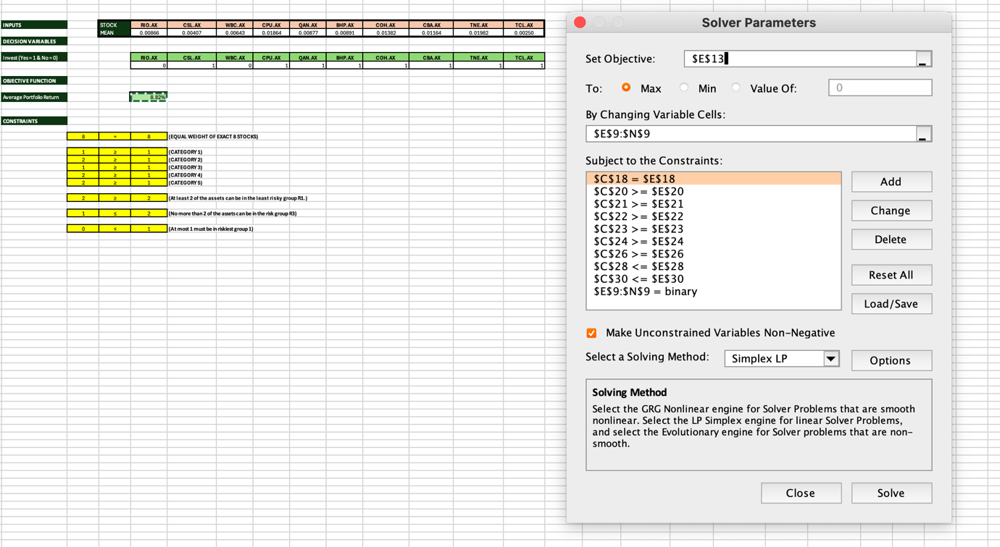 INPUTS
STOCK RIO.AX CSL.AX WBC.AX CPU.AX QAN.AX BHP.AX COH.AX CBA.AX TNE.AX TCL.AX
MEAN 0.00866 0.00407 0.00643 0.01864 0.00877 0.00891 0.01382 0.01164 0.01982 0.00250
DECISION VARIABLES
Invest (Yes = 1 & No = 0) RIO.AX CSL.AX WBC.AX CPU.AX QAN.AX BHP.AX COH.AX CBA.AX TNE.AX TCL.AX
0 1 0 1 1 1 1 1 1 1
OBJECTIVE FUNCTION
Average Portfolio Return 8.82%
CONSTRAINTS
8 = 8 (EQUAL WEIGHT OF EXACT 8 STOCKS)
1 ≥ 1 (CATEGORY 1)
2 ≥ 1 (CATEGORY 2)
1 ≥ 1 (CATEGORY 3)
2 ≥ 1 (CATEGORY 4)
2 ≥ 1 (CATEGORY 5)
2 ≥ 2 (At least 2 of the assets can be in the least risky group R1.)
1 ≤ 2 (No more than 2 of the assets can be in the risk group R3)
0 ≤ 1 (At most 1 must be in riskiest group 1)
Solver Parameters
Set Objective: $E$13
To: Max Min Value Of: 0
By Changing Variable Cells:
$E$9:$N$9
Subject to the Constraints:
$C$18 = $E$18
$C$20 >= $E$20
$C$21 >= $E$21
$C$22 >= $E$22
$C$23 >= $E$23
$C$24 >= $E$24
$C$26 >= $E$26
$C$28 <= $E$28
$C$30 <= $E$30
$E$9:$N$9 = binary
Add
Change
Delete
Reset All
Load/Save
Make Unconstrained Variables Non-Negative
Select a Solving Method: Simplex LP Options
Solving Method
Select the GRG Nonlinear engine for Solver Problems that are smooth
nonlinear. Select the LP Simplex engine for linear Solver Problems,
and select the Evolutionary engine for Solver problems that are non-
smooth.
Close Solve